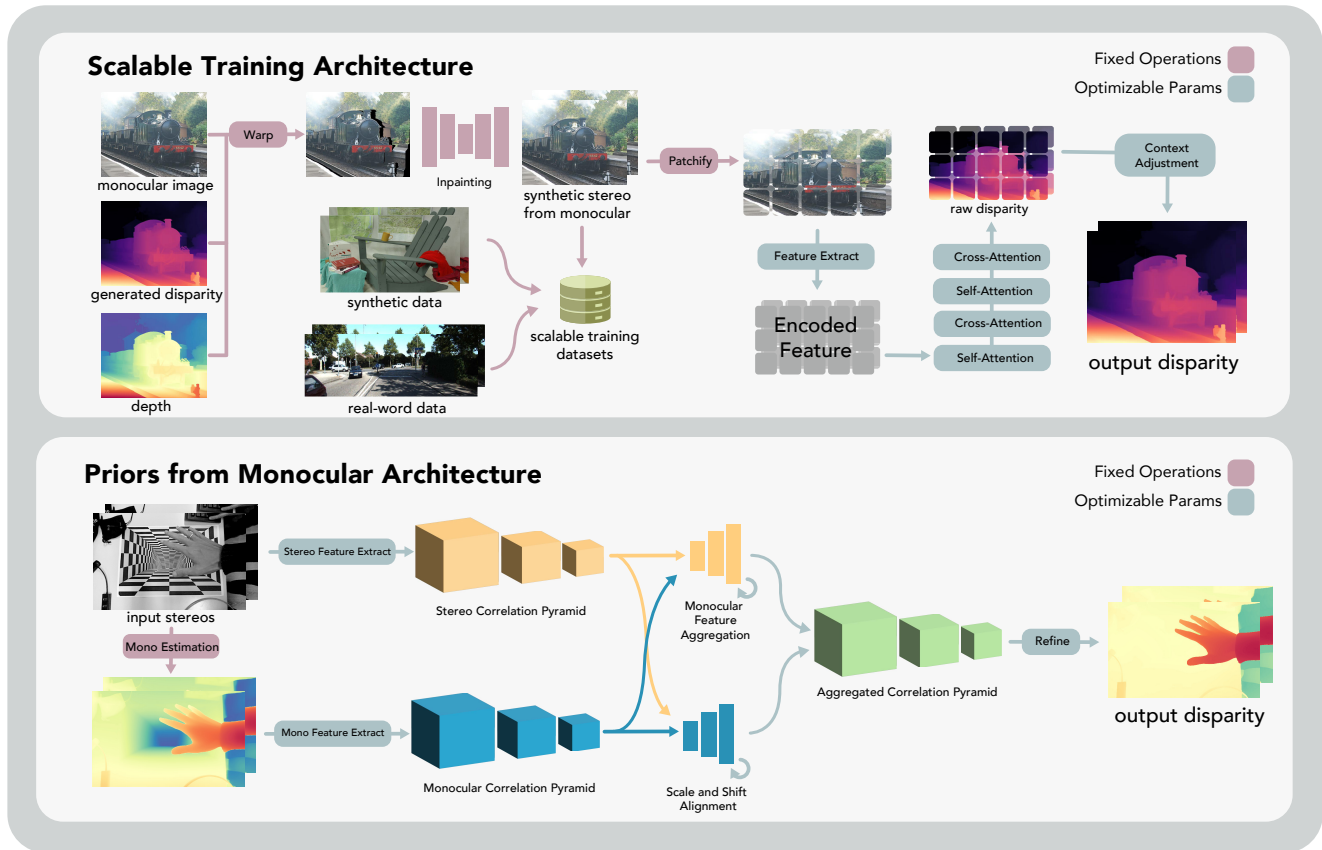 Scalable Training Architecture
Fixed Operations
Optimizable Params
monocular image
Warp
Inpainting
synthetic stereo
from monocular
Patchify
raw disparity
Context
Adjustment
generated disparity
synthetic data
Feature Extract
Cross-Attention
Self-Attention
Cross-Attention
Self-Attention
depth
real-word data
scalable training
datasets
Encoded
Feature
output disparity
Priors from Monocular Architecture
Fixed Operations
Optimizable Params
input stereos
Stereo Feature Extract
Stereo Correlation Pyramid
Monocular
Feature
Aggregation
Mono Estimation
Mono Feature Extract
Monocular Correlation Pyramid
Scale and Shift
Alignment
Aggregated Correlation Pyramid
Refine
output disparity